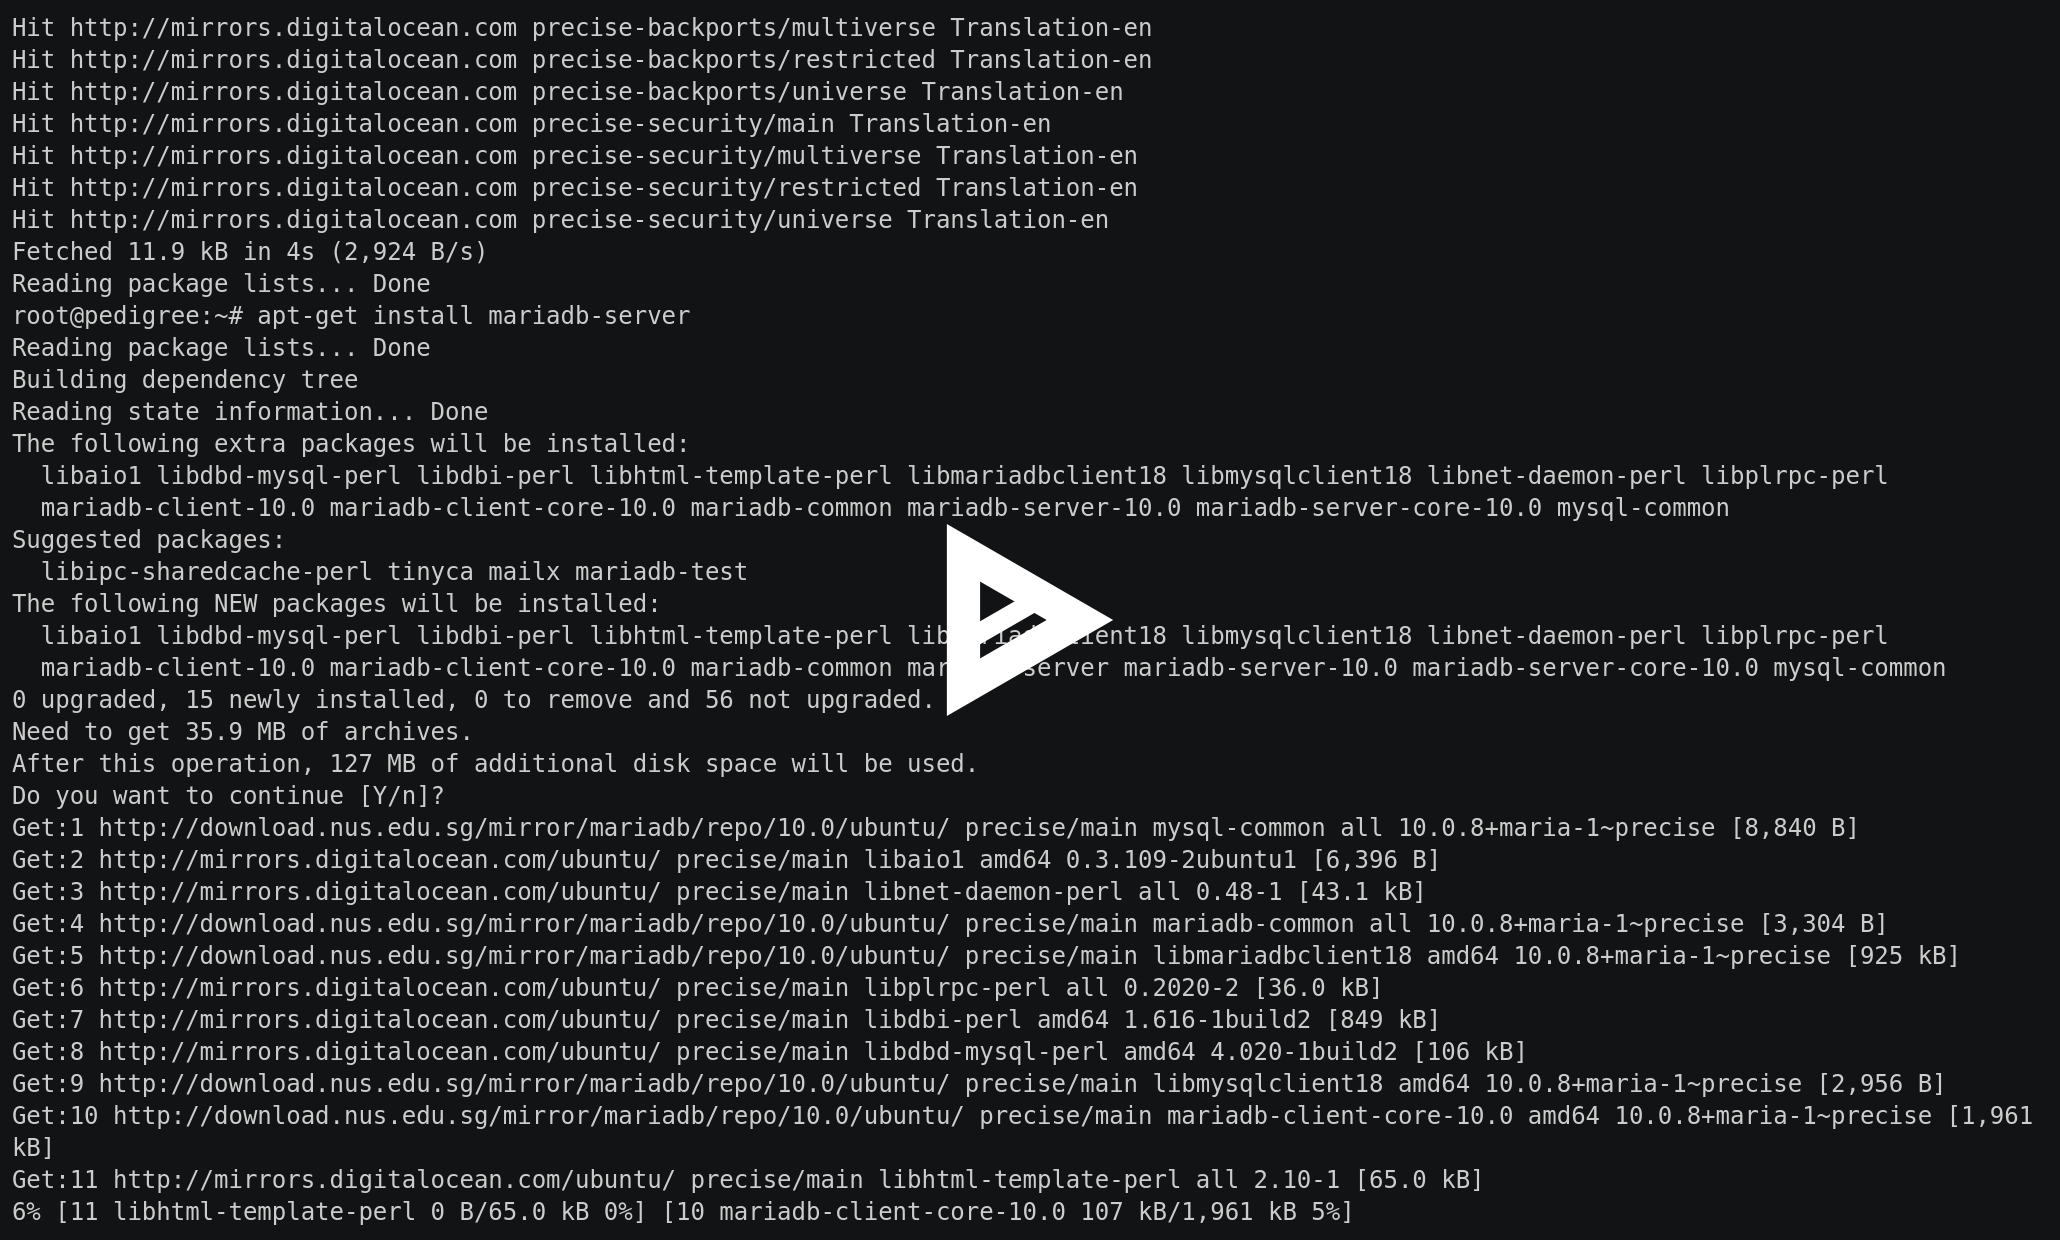 Hit http://mirrors.digitalocean.com precise-backports/multiverse Translation-en
Hit http://mirrors.digitalocean.com precise-backports/restricted Translation-en
Hit http://mirrors.digitalocean.com precise-backports/universe Translation-en
Hit http://mirrors.digitalocean.com precise-security/main Translation-en
Hit http://mirrors.digitalocean.com precise-security/multiverse Translation-en
Hit http://mirrors.digitalocean.com precise-security/restricted Translation-en
Hit http://mirrors.digitalocean.com precise-security/universe Translation-en
Fetched 11.9 kB in 4s (2,924 B/s)
Reading package lists... Done
root@pedigree:~# apt-get install mariadb-server
Reading package lists... Done
Building dependency tree
Reading state information... Done
The following extra packages will be installed:
  libaio1 libdbd-mysql-perl libdbi-perl libhtml-template-perl libmariadbclient18 libmysqlclient18 libnet-daemon-perl libplrpc-perl
  mariadb-client-10.0 mariadb-client-core-10.0 mariadb-common mariadb-server-10.0 mariadb-server-core-10.0 mysql-common
Suggested packages:
  libipc-sharedcache-perl tinyca mailx mariadb-test
The following NEW packages will be installed:
  libaio1 libdbd-mysql-perl libdbi-perl libhtml-template-perl libmysqlclient18 libnet-daemon-perl libplrpc-perl
  mariadb-client-10.0 mariadb-client-core-10.0 mariadb-common mariadb-server-10.0 mariadb-server-core-10.0 mysql-common
0 upgraded, 15 newly installed, 0 to remove and 56 not upgraded.
Need to get 35.9 MB of archives.
After this operation, 127 MB of additional disk space will be used.
Do you want to continue [Y/n]?
Get:1 http://download.nus.edu.sg/mirror/mariadb/repo/10.0/ubuntu/ precise/main mysql-common all 10.0.8+maria-1~precise [8,840 B]
Get:2 http://mirrors.digitalocean.com/ubuntu/ precise/main libaio1 amd64 0.3.109-2ubuntu1 [6,396 B]
Get:3 http://mirrors.digitalocean.com/ubuntu/ precise/main libnet-daemon-perl all 0.48-1 [43.1 kB]
Get:4 http://download.nus.edu.sg/mirror/mariadb/repo/10.0/ubuntu/ precise/main mariadb-common all 10.0.8+maria-1~precise [3,304 B]
Get:5 http://download.nus.edu.sg/mirror/mariadb/repo/10.0/ubuntu/ precise/main libmariadbclient18 amd64 10.0.8+maria-1~precise [925 kB]
Get:6 http://mirrors.digitalocean.com/ubuntu/ precise/main libplrpc-perl all 0.2020-2 [36.0 kB]
Get:7 http://mirrors.digitalocean.com/ubuntu/ precise/main libdbi-perl amd64 1.616-1build2 [849 kB]
Get:8 http://mirrors.digitalocean.com/ubuntu/ precise/main libdbd-mysql-perl amd64 4.020-1build2 [106 kB]
Get:9 http://download.nus.edu.sg/mirror/mariadb/repo/10.0/ubuntu/ precise/main libmysqlclient18 amd64 10.0.8+maria-1~precise [2,956 B]
Get:10 http://download.nus.edu.sg/mirror/mariadb/repo/10.0/ubuntu/ precise/main mariadb-client-core-10.0 amd64 10.0.8+maria-1~precise [1,961
kB]
Get:11 http://mirrors.digitalocean.com/ubuntu/ precise/main libhtml-template-perl all 2.10-1 [65.0 kB]
6% [11 libhtml-template-perl 0 B/65.0 kB 0%] [10 mariadb-client-core-10.0 107 kB/1,961 kB 5%]